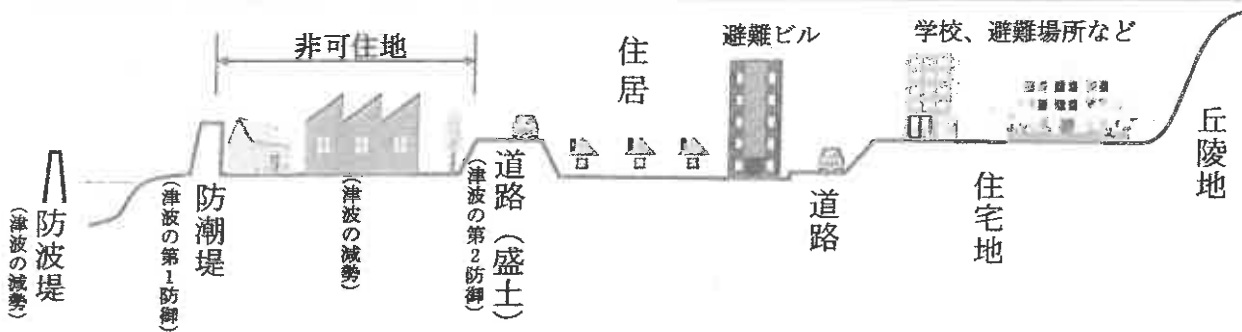 非可住地
住居
避難ビル
学校、避難場所など
丘陵地
防波堤
(津波の減勢)
防潮堤
(津波の第1防御)
(津波の減勢)
道路(盛土)
(津波の第2防御)
道路
住宅地